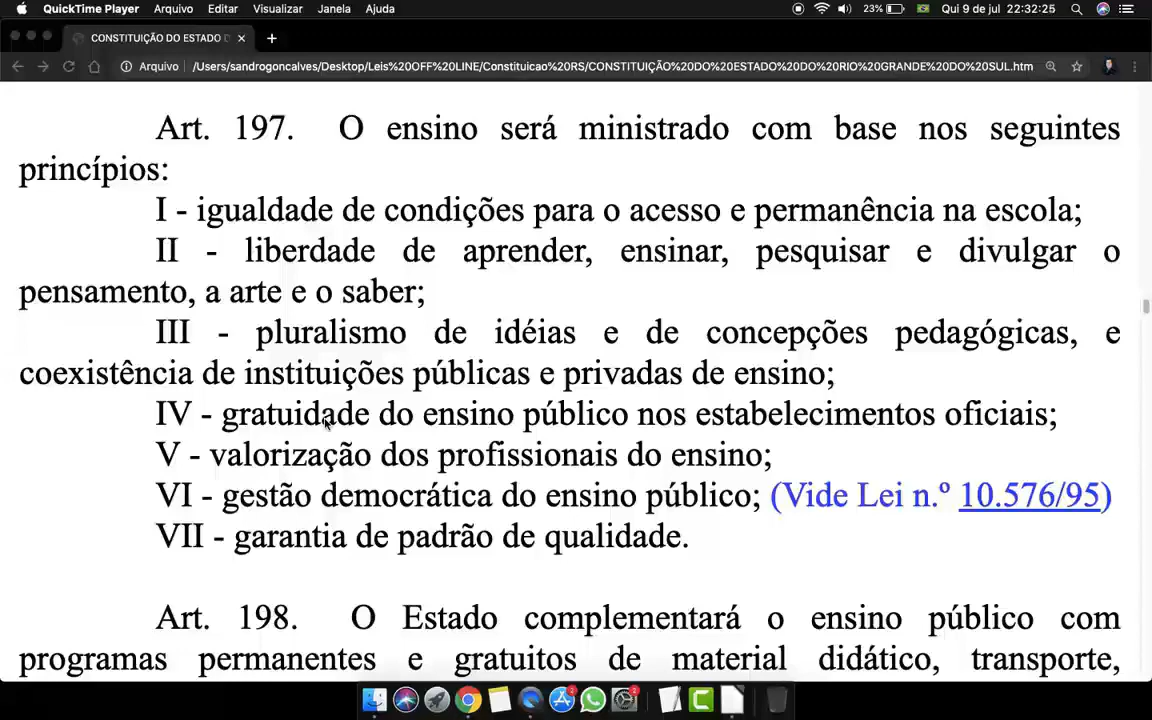 QuickTime Player Arquivo Editar Visualizar Janela Ajuda 23% Qui 9 de jul 22:32:25
CONSTITUIÇÃO DO ESTADO D
Arquivo /Users/sandrogoncalves/Desktop/Leis%20OFF%20LINE/Constituicao%20RS/CONSTITUIÇÃO%20DO%20ESTADO%20DO%20RIO%20GRANDE%20DO%20SUL.htm
Art. 197. O ensino será ministrado com base nos seguintes
princípios:
I - igualdade de condições para o acesso e permanência na escola;
II - liberdade de aprender, ensinar, pesquisar e divulgar o
pensamento, a arte e o saber;
III - pluralismo de idéias e de concepções pedagógicas, e
coexistência de instituições públicas e privadas de ensino;
IV - gratuidade do ensino público nos estabelecimentos oficiais;
V - valorização dos profissionais do ensino;
VI - gestão democrática do ensino público; (Vide Lei n.º 10.576/95)
VII - garantia de padrão de qualidade.
Art. 198. O Estado complementará o ensino público com
programas permanentes e gratuitos de material didático, transporte,